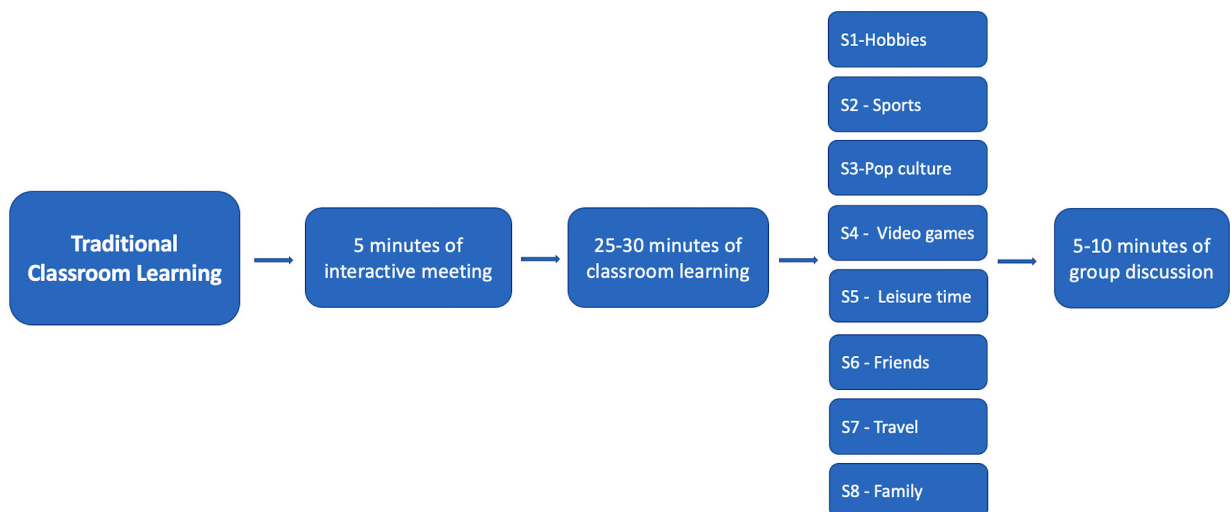 Traditional
Classroom Learning
5 minutes of
interactive meeting
25-30 minutes of
classroom learning
S1-Hobbies
S2 - Sports
S3-Pop culture
S4 - Video games
S5 - Leisure time
S6 - Friends
S7 - Travel
S8 - Family
5-10 minutes of
group discussion